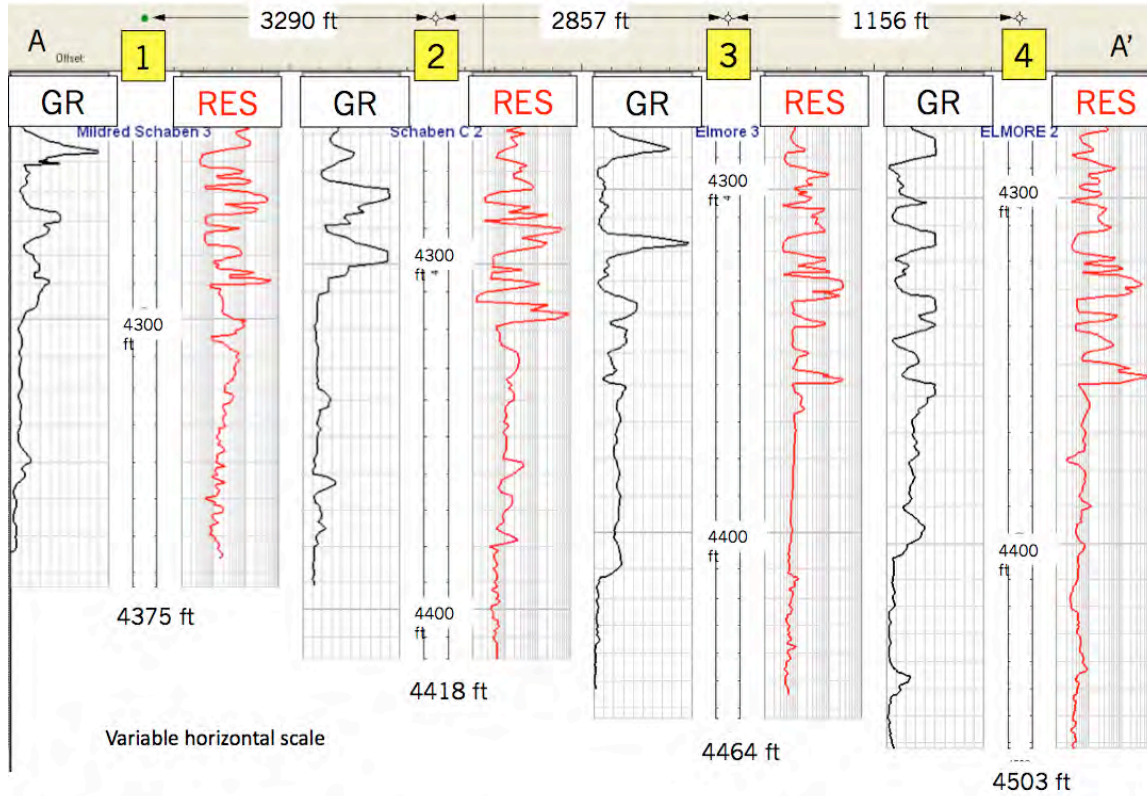 3290 ft 2857 ft 1156 ft
A 1 2 3 4 A'
Offset:
GR RES GR RES GR RES GR RES
Mildred Schaben 3 Schaben C 2 Elmore 3 ELMORE 2
4300 ft
4300 ft
4300 ft
4300 ft
4400 ft
4400 ft
4400 ft
4375 ft
4418 ft
Variable horizontal scale
4464 ft
4503 ft